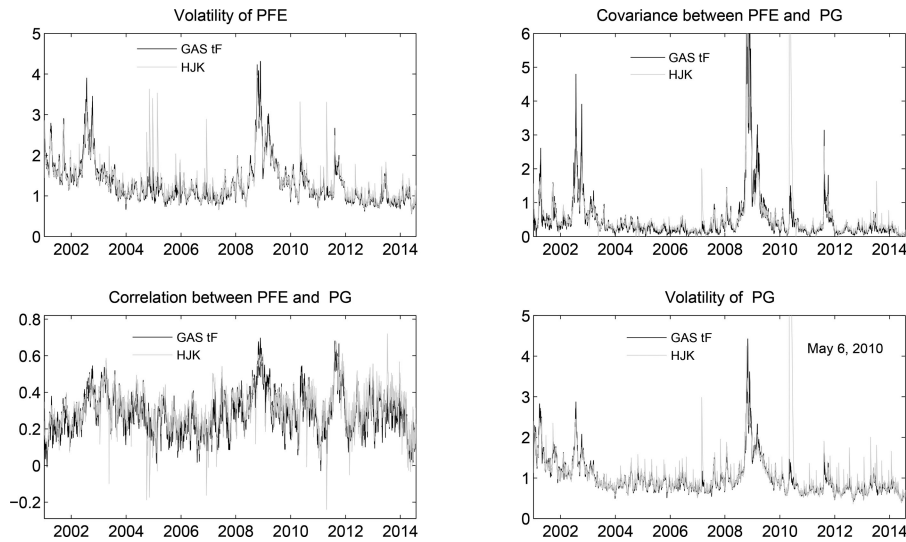 Volatility of PFE
GAS tF
HJK
5
4
3
2
1
0
2002 2004 2006 2008 2010 2012 2014
Covariance between PFE and PG
GAS tF
HJK
6
5
4
3
2
1
0
2002 2004 2006 2008 2010 2012 2014
Correlation between PFE and PG
GAS tF
HJK
0.8
0.6
0.4
0.2
0
−0.2
2002 2004 2006 2008 2010 2012 2014
Volatility of PG
GAS tF
HJK
May 6, 2010
5
4
3
2
1
0
2002 2004 2006 2008 2010 2012 2014